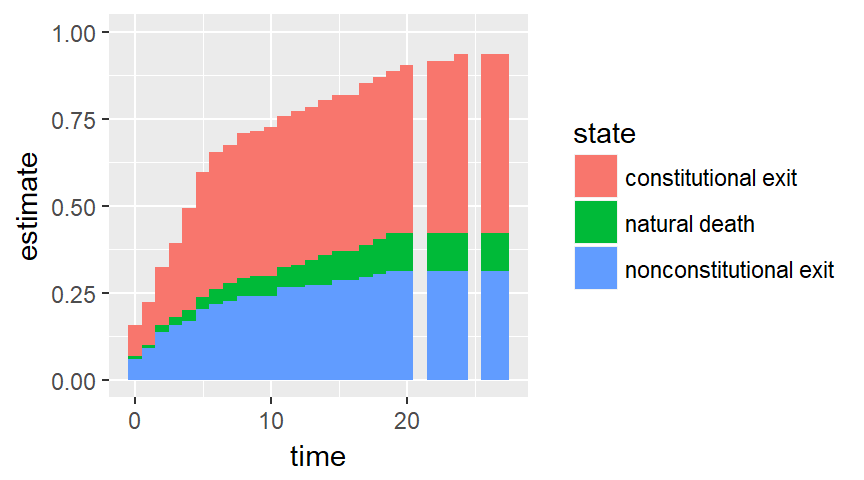 1.00
0.75
0.50
0.25
0.00
estimate
0
10
20
time
state
constitutional exit
natural death
nonconstitutional exit